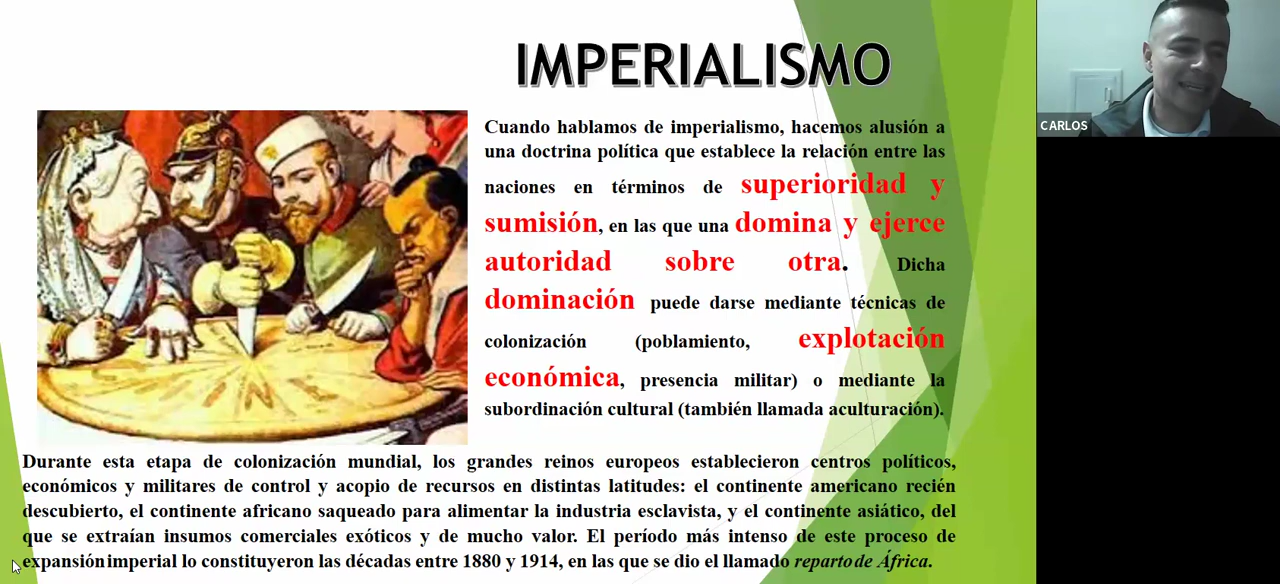 IMPERIALISMO
CARLOS
Cuando hablamos de imperialismo, hacemos alusión a
una doctrina política que establece la relación entre las
naciones en términos de superioridad y
sumisión, en las que una domina y ejerce
autoridad sobre otra. Dicha
dominación puede darse mediante técnicas de
colonización (poblamiento, explotación
económica, presencia militar) o mediante la
subordinación cultural (también llamada aculturación).
Durante esta etapa de colonización mundial, los grandes reinos europeos establecieron centros políticos,
económicos y militares de control y acopio de recursos en distintas latitudes: el continente americano recién
descubierto, el continente africano saqueado para alimentar la industria esclavista, y el continente asiático, del
que se extraían insumos comerciales exóticos y de mucho valor. El período más intenso de este proceso de
expansión imperial lo constituyeron las décadas entre 1880 y 1914, en las que se dio el llamado reparto de África.